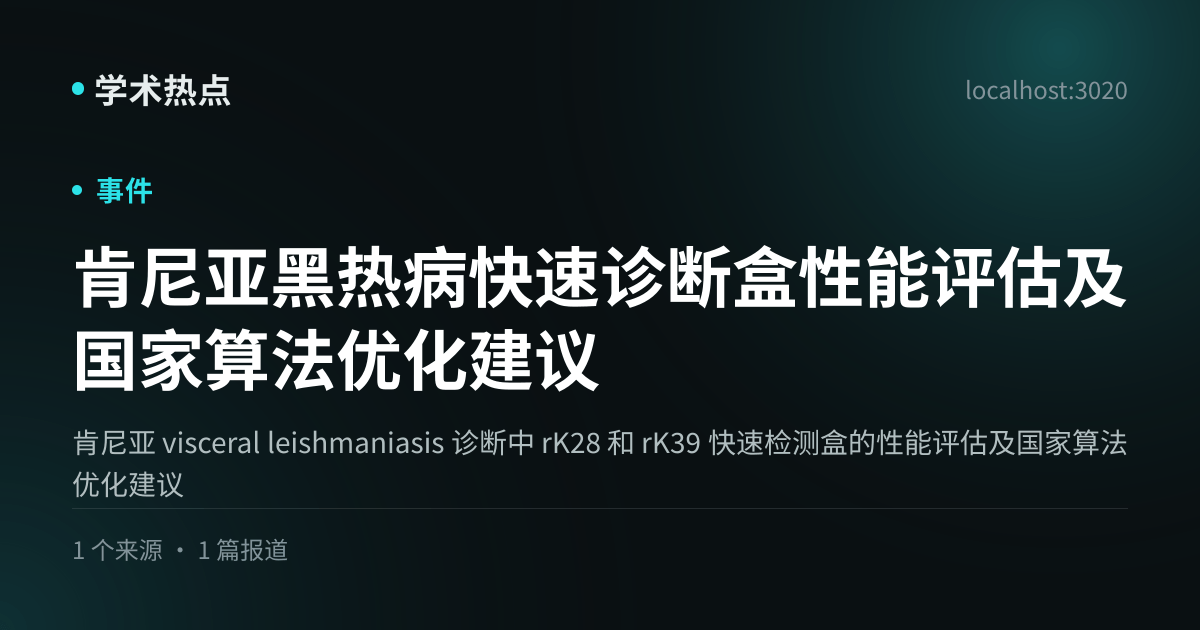 学术热点
localhost:3020
事件
肯尼亚黑热病快速诊断盒性能评估及
国家算法优化建议
肯尼亚 visceral leishmaniasis 诊断中 rK28 和 rK39 快速检测盒的性能评估及国家算法
优化建议
1 个来源 · 1 篇报道